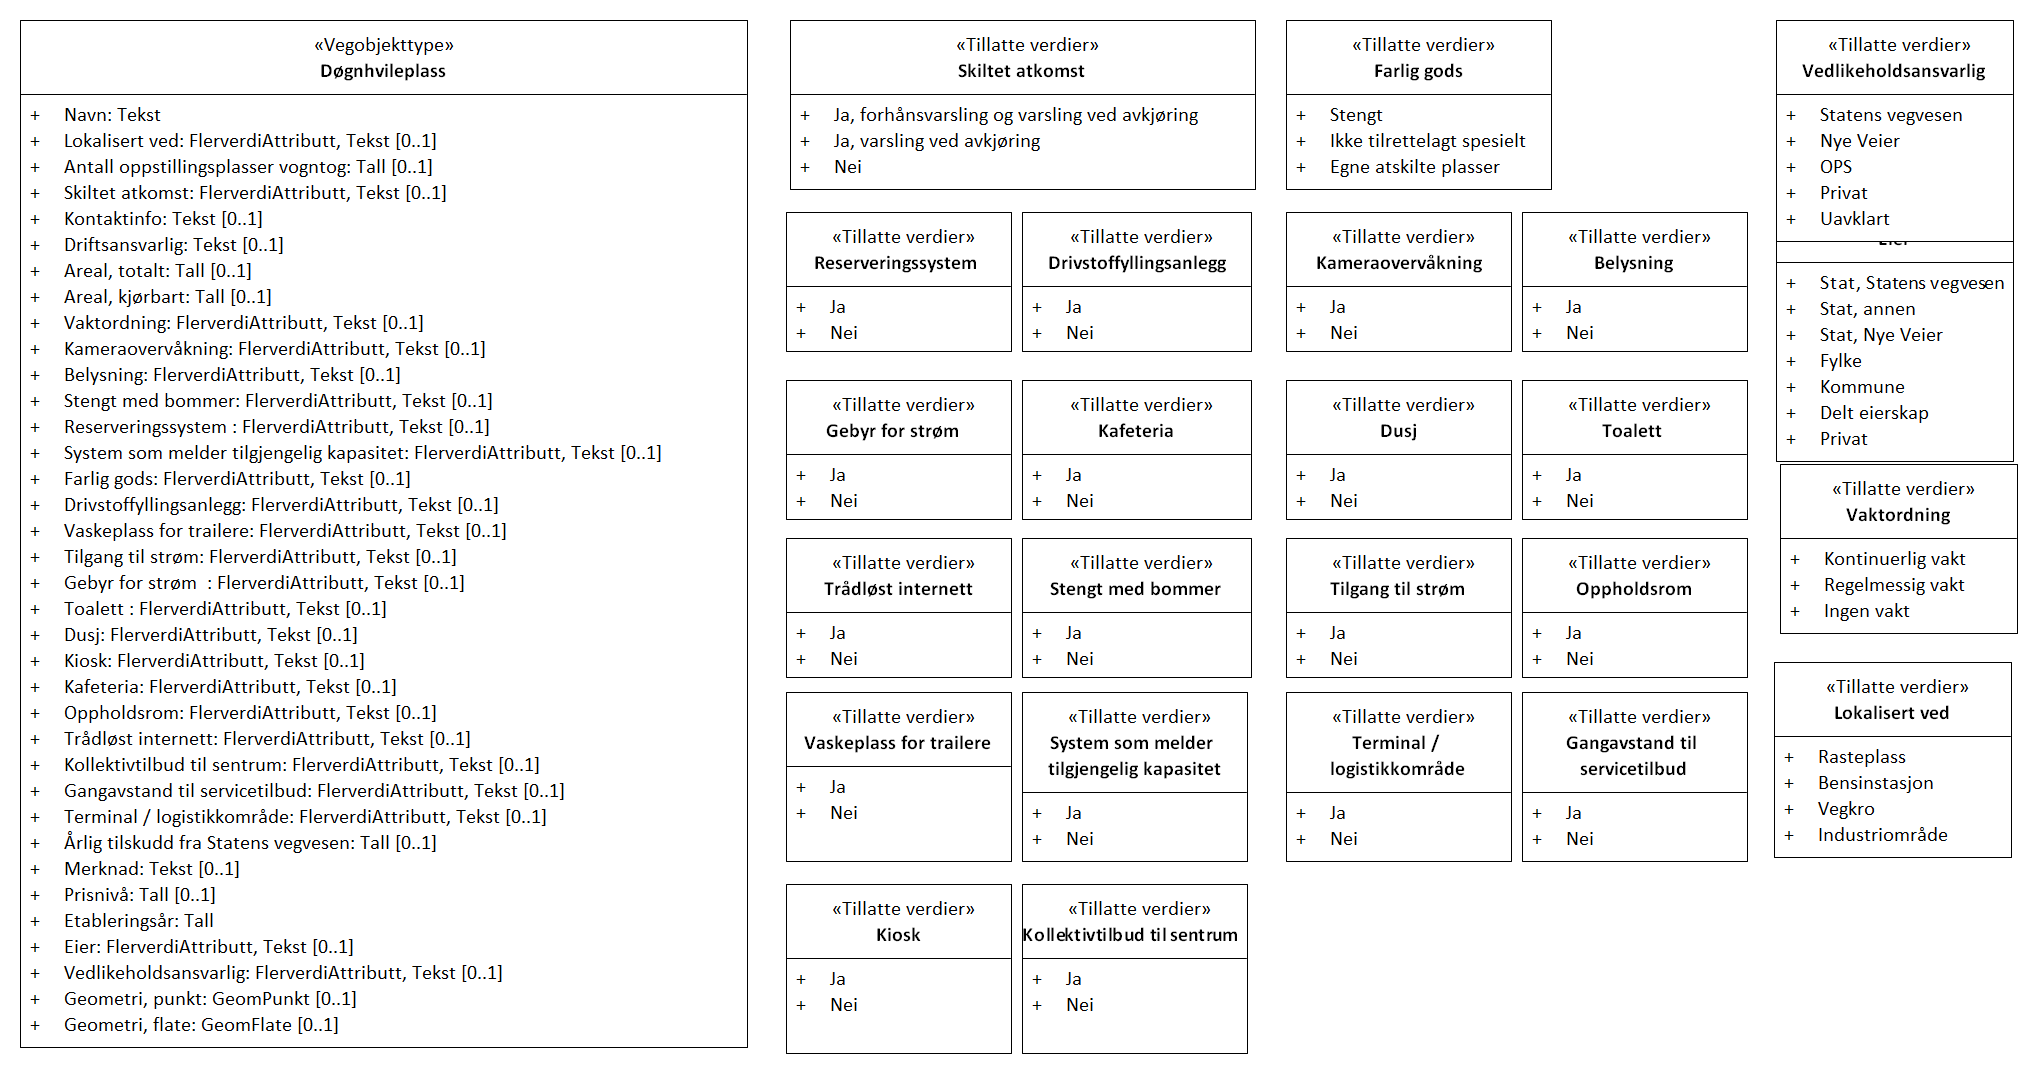 «Vegobjekttype»
Døgnhvileplass
+ Navn: Tekst
+ Lokalisert ved: FlerverdiAttributt, Tekst [0..1]
+ Antall oppstillingsplasser vogntog: Tall [0..1]
+ Skiltet atkomst: FlerverdiAttributt, Tekst [0..1]
+ Kontaktinfo: Tekst [0..1]
+ Driftsansvarlig: Tekst [0..1]
+ Areal, totalt: Tall [0..1]
+ Areal, kjørbart: Tall [0..1]
+ Vaktordning: FlerverdiAttributt, Tekst [0..1]
+ Kameraovervåkning: FlerverdiAttributt, Tekst [0..1]
+ Belysning: FlerverdiAttributt, Tekst [0..1]
+ Stengt med bommer: FlerverdiAttributt, Tekst [0..1]
+ Reserveringssystem : FlerverdiAttributt, Tekst [0..1]
+ System som melder tilgjengelig kapasitet: FlerverdiAttributt, Tekst [0..1]
+ Farlig gods: FlerverdiAttributt, Tekst [0..1]
+ Drivstoffyllingsanlegg: FlerverdiAttributt, Tekst [0..1]
+ Vaskeplass for trailere: FlerverdiAttributt, Tekst [0..1]
+ Tilgang til strøm: FlerverdiAttributt, Tekst [0..1]
+ Gebyr for strøm  : FlerverdiAttributt, Tekst [0..1]
+ Toalett : FlerverdiAttributt, Tekst [0..1]
+ Dusj: FlerverdiAttributt, Tekst [0..1]
+ Kiosk: FlerverdiAttributt, Tekst [0..1]
+ Kafeteria: FlerverdiAttributt, Tekst [0..1]
+ Oppholdsrom: FlerverdiAttributt, Tekst [0..1]
+ Trådløst internett: FlerverdiAttributt, Tekst [0..1]
+ Kollektivtilbud til sentrum: FlerverdiAttributt, Tekst [0..1]
+ Gangavstand til servicetilbud: FlerverdiAttributt, Tekst [0..1]
+ Terminal / logistikkområde: FlerverdiAttributt, Tekst [0..1]
+ Årlig tilskudd fra Statens vegvesen: Tall [0..1]
+ Merknad: Tekst [0..1]
+ Prisnivå: Tall [0..1]
+ Etableringsår: Tall
+ Eier: FlerverdiAttributt, Tekst [0..1]
+ Vedlikeholdsansvarlig: FlerverdiAttributt, Tekst [0..1]
+ Geometri, punkt: GeomPunkt [0..1]
+ Geometri, flate: GeomFlate [0..1]
«Tillatte verdier»
Skiltet atkomst
+ Ja, forhånsvarsling og varsling ved avkjøring
+ Ja, varsling ved avkjøring
+ Nei
«Tillatte verdier»
Farlig gods
+ Stengt
+ Ikke tilrettelagt spesielt
+ Egne atskilte plasser
«Tillatte verdier»
Vedlikeholdsansvarlig
+ Statens vegvesen
+ Nye Veier
+ OPS
+ Privat
+ Uavklart
Eier
+ Stat, Statens vegvesen
+ Stat, annen
+ Stat, Nye Veier
+ Fylke
+ Kommune
+ Delt eierskap
+ Privat
«Tillatte verdier»
Reserveringssystem
+ Ja
+ Nei
«Tillatte verdier»
Drivstoffyllingsanlegg
+ Ja
+ Nei
«Tillatte verdier»
Kameraovervåkning
+ Ja
+ Nei
«Tillatte verdier»
Belysning
+ Ja
+ Nei
«Tillatte verdier»
Gebyr for strøm
+ Ja
+ Nei
«Tillatte verdier»
Kafeteria
+ Ja
+ Nei
«Tillatte verdier»
Dusj
+ Ja
+ Nei
«Tillatte verdier»
Toalett
+ Ja
+ Nei
«Tillatte verdier»
Vaktordning
+ Kontinuerlig vakt
+ Regelmessig vakt
+ Ingen vakt
«Tillatte verdier»
Trådløst internett
+ Ja
+ Nei
«Tillatte verdier»
Stengt med bommer
+ Ja
+ Nei
«Tillatte verdier»
Tilgang til strøm
+ Ja
+ Nei
«Tillatte verdier»
Oppholdsrom
+ Ja
+ Nei
«Tillatte verdier»
Lokalisert ved
+ Rasteplass
+ Bensinstasjon
+ Vegkro
+ Industriområde
«Tillatte verdier»
Vaskeplass for trailere
+ Ja
+ Nei
«Tillatte verdier»
System som melder
tilgjengelig kapasitet
+ Ja
+ Nei
«Tillatte verdier»
Terminal /
logistikkområde
+ Ja
+ Nei
«Tillatte verdier»
Gangavstand til
servicetilbud
+ Ja
+ Nei
«Tillatte verdier»
Kiosk
+ Ja
+ Nei
«Tillatte verdier»
Kollektivtilbud til sentrum
+ Ja
+ Nei